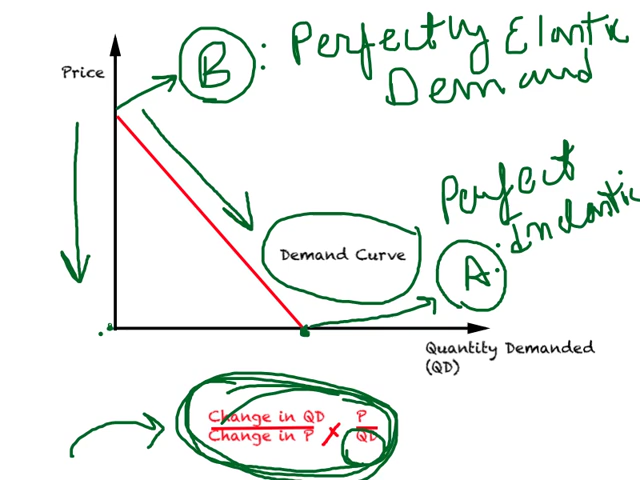 B : Perfectly Elastic
Demand
Price
Perfect
A : Inelastic
Demand Curve
Quantity Demanded
(QD)
Change in QD P
Change in P × QD